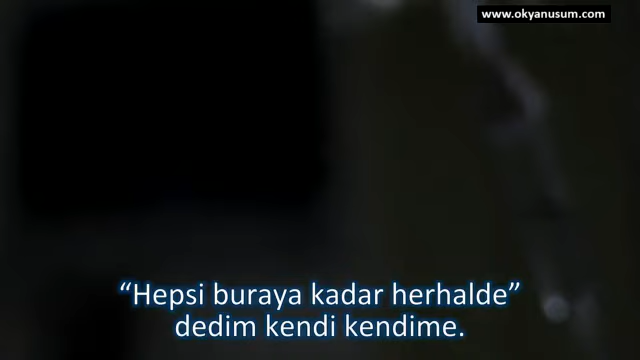 www.okyanusum.com
“Hepsi buraya kadar herhalde”
dedim kendi kendime.